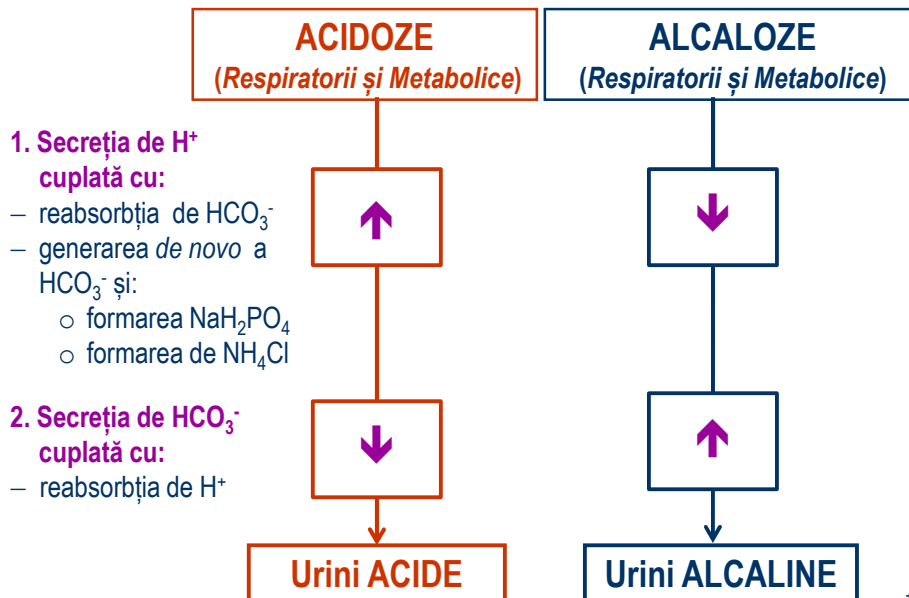 ACIDOZE
(Respiratorii și Metabolice)
ALCALOZE
(Respiratorii și Metabolice)
1. Secreția de H⁺
cuplată cu:
– reabsorbția de HCO₃⁻
– generarea de novo a
HCO₃⁻ și:
o formarea NaH₂PO₄
o formarea de NH₄Cl
2. Secreția de HCO₃⁻
cuplată cu:
– reabsorbția de H⁺
Urini ACIDE
Urini ALCALINE